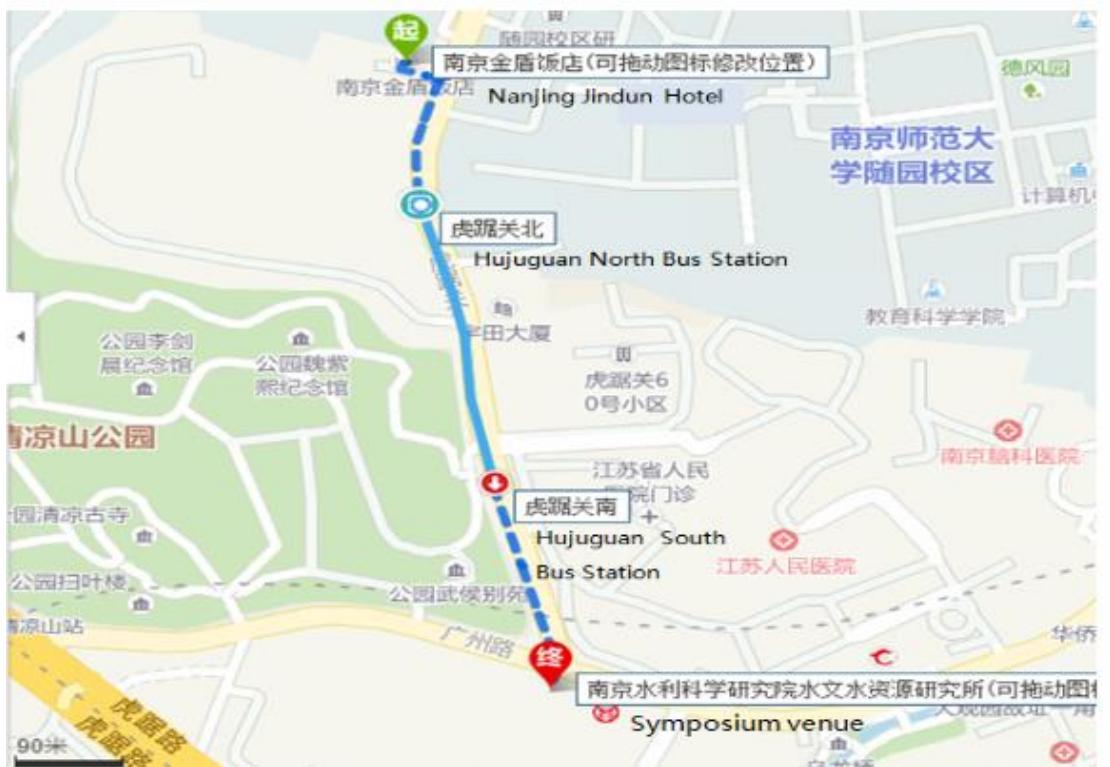 起
随园校区研
南京金盾饭店(可拖动图标修改位置)
南京金盾饭店
Nanjing Jindun Hotel
德风园
南京师范大
学随园校区
计算机
虎踞关北
Hujuguan North Bus Station
教育科学学院
公园李剑
晨纪念馆
公园魏紫
熙纪念馆
田大厦
虎踞关6
0号小区
清凉山公园
南京脑科医院
江苏省人民
医院门诊
虎踞关南
公园清凉古寺
Hujuguan South
Bus Station
江苏人民医院
公园扫叶楼
公园武候别苑
清凉山站
广州路
华侨
终
南京水利科学研究院水文水资源研究所(可拖动图标
Symposium venue
虎踞路
虎踞路
90米
乌龙潭